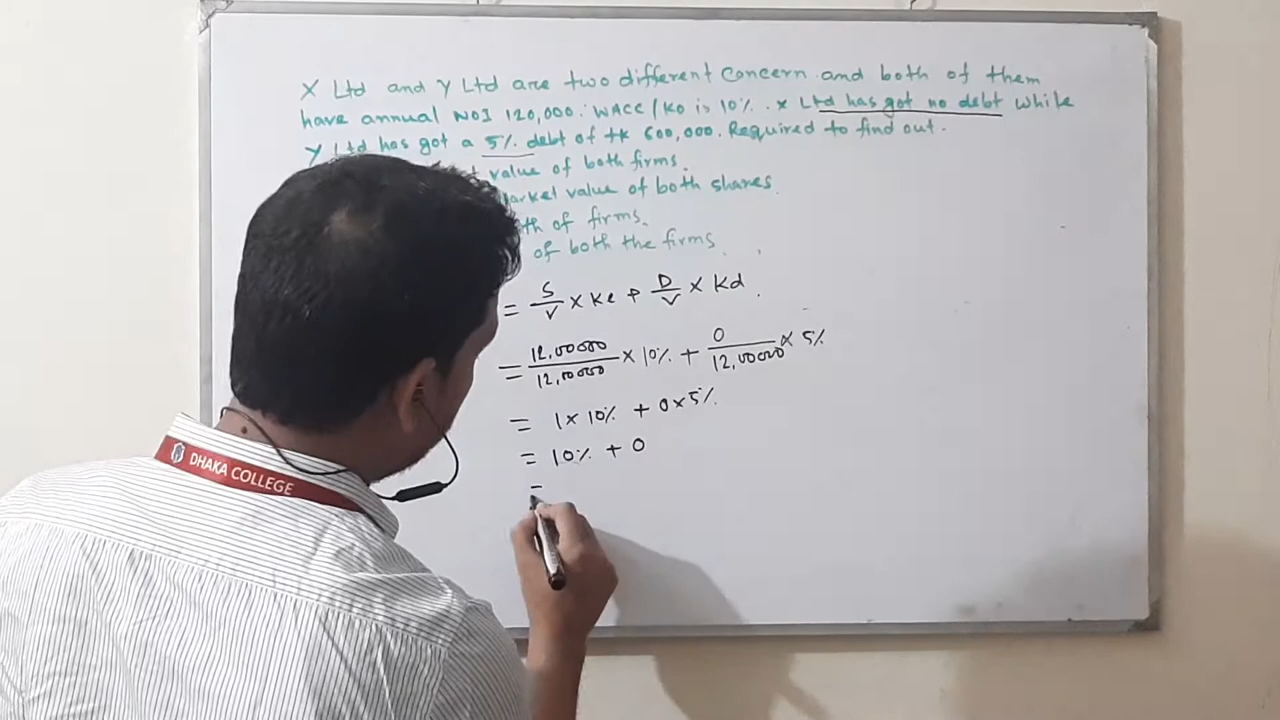 X Ltd and Y Ltd are two different concern and both of them
have annual NOI 120,000. WACC/KO is 10%. X Ltd has got no debt while
Y Ltd has got a 5% debt of tk 600,000. Required to find out.
value of both firms.
market value of both shares.
of firms.
of both the firms
= S/V × Ke + D/V × Kd.
= 12,00000/12,00000 × 10% + 0/12,00000 × 5%
= 1 × 10% + 0 × 5%
= 10% + 0
=
DHAKA COLLEGE